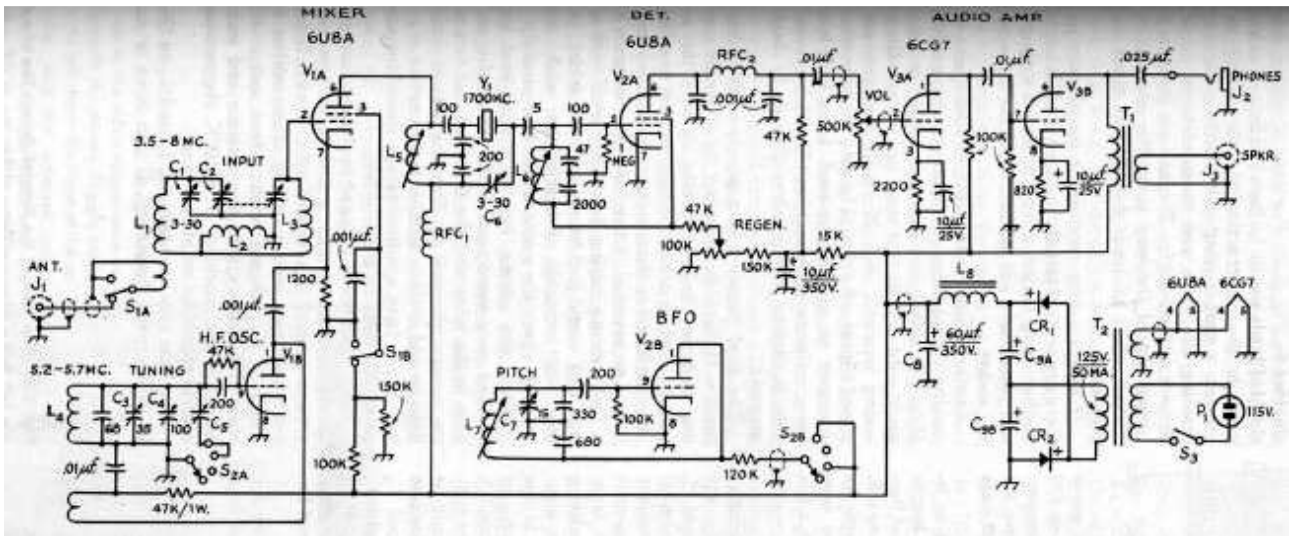 MIXER
DET.
AUDIO AMP.
6U8A
6U8A
6CG7
V1A
V2A
RFC2
.01µf.
V3A
.01µf.
V3B
.025µf.
PHONES
J2
Y1
1700KC.
100
5
100
.001µf.
VOL
500K
T1
3.5-8 MC.
INPUT
C1
C2
L5
200
L6
47
1 MEG
47K
100K
SPKR.
J3
3-30
L1
L2
L3
3-30
C6
2000
2200
10µf
25V.
820
10µf
25V
47K
REGEN.
RFC1
100K
150K
15K
10µf
350V.
ANT.
J1
S1A
.001µf.
1200
.001µf.
L8
6U8A
6CG7
4
5
4
5
H.F. OSC.
47K
V1B
S1B
BFO
V2B
C8
60µf
350V.
CR1
T2
C9A
125V.
50MA.
5.2-5.7MC.
TUNING
200
PITCH
200
P1
115V.
L4
C3
C4
C5
68
35
100
150K
L7
C7
15
330
100K
C9B
CR2
S3
680
S2B
.01µf
S2A
100K
120K
47K/1W.